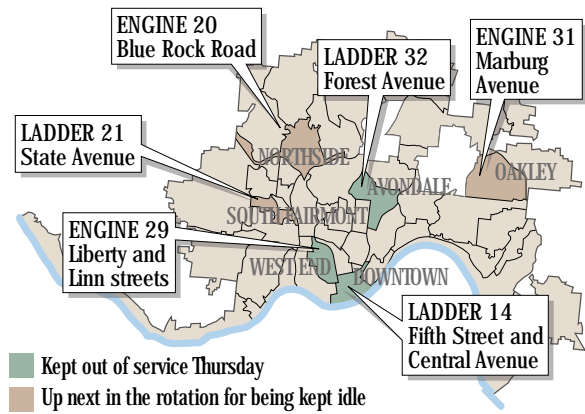 ENGINE 20
Blue Rock Road
LADDER 32
Forest Avenue
ENGINE 31
Marburg
Avenue
LADDER 21
State Avenue
NORTHSIDE
AVONDALE
OAKLEY
SOUTH FAIRMONT
ENGINE 29
Liberty and
Linn streets
WEST END
DOWNTOWN
LADDER 14
Fifth Street and
Central Avenue
Kept out of service Thursday
Up next in the rotation for being kept idle